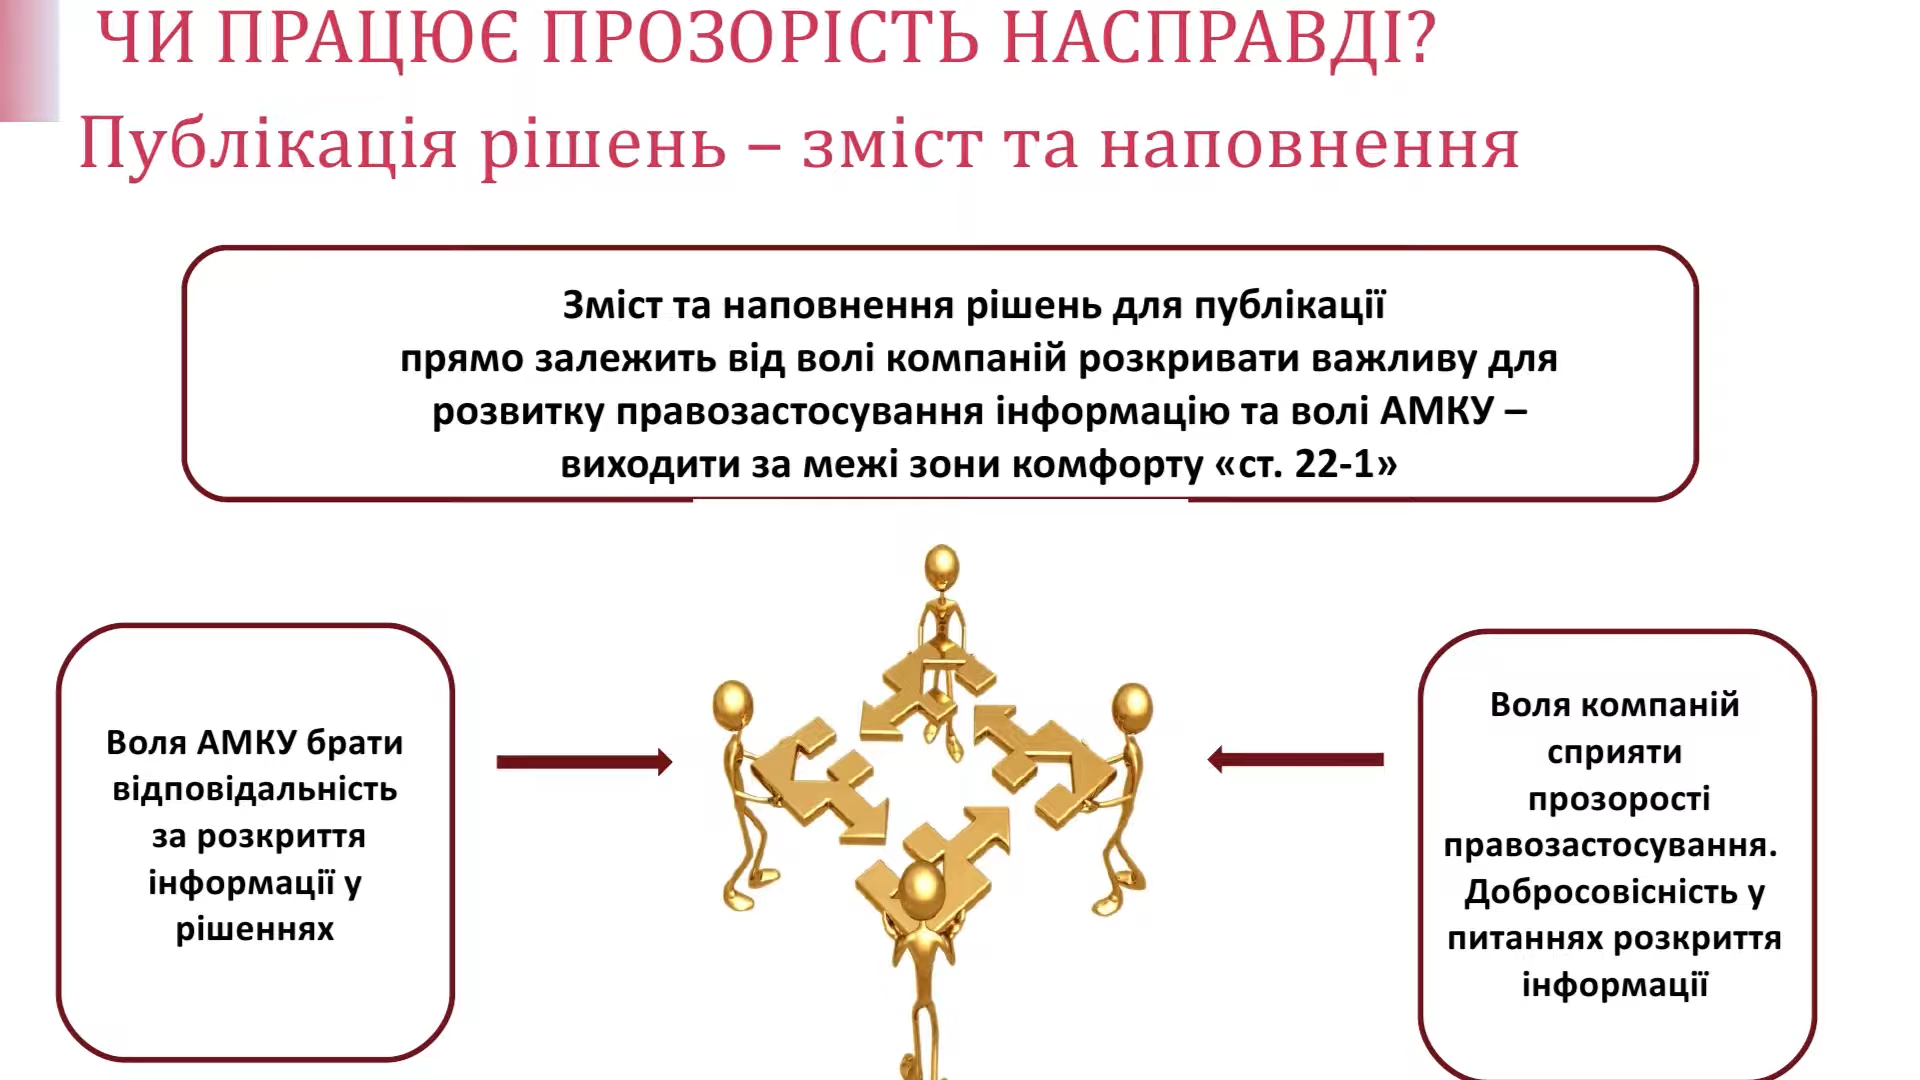 ЧИ ПРАЦЮЄ ПРОЗОРІСТЬ НАСПРАВДІ?
Публікація рішень – зміст та наповнення
Зміст та наповнення рішень для публікації
прямо залежить від волі компаній розкривати важливу для
розвитку правозастосування інформацію та волі АМКУ –
виходити за межі зони комфорту «ст. 22-1»
Воля АМКУ брати
відповідальність
за розкриття
інформації у
рішеннях
Воля компаній
сприяти
прозорості
правозастосування.
Добросовісність у
питаннях розкриття
інформації